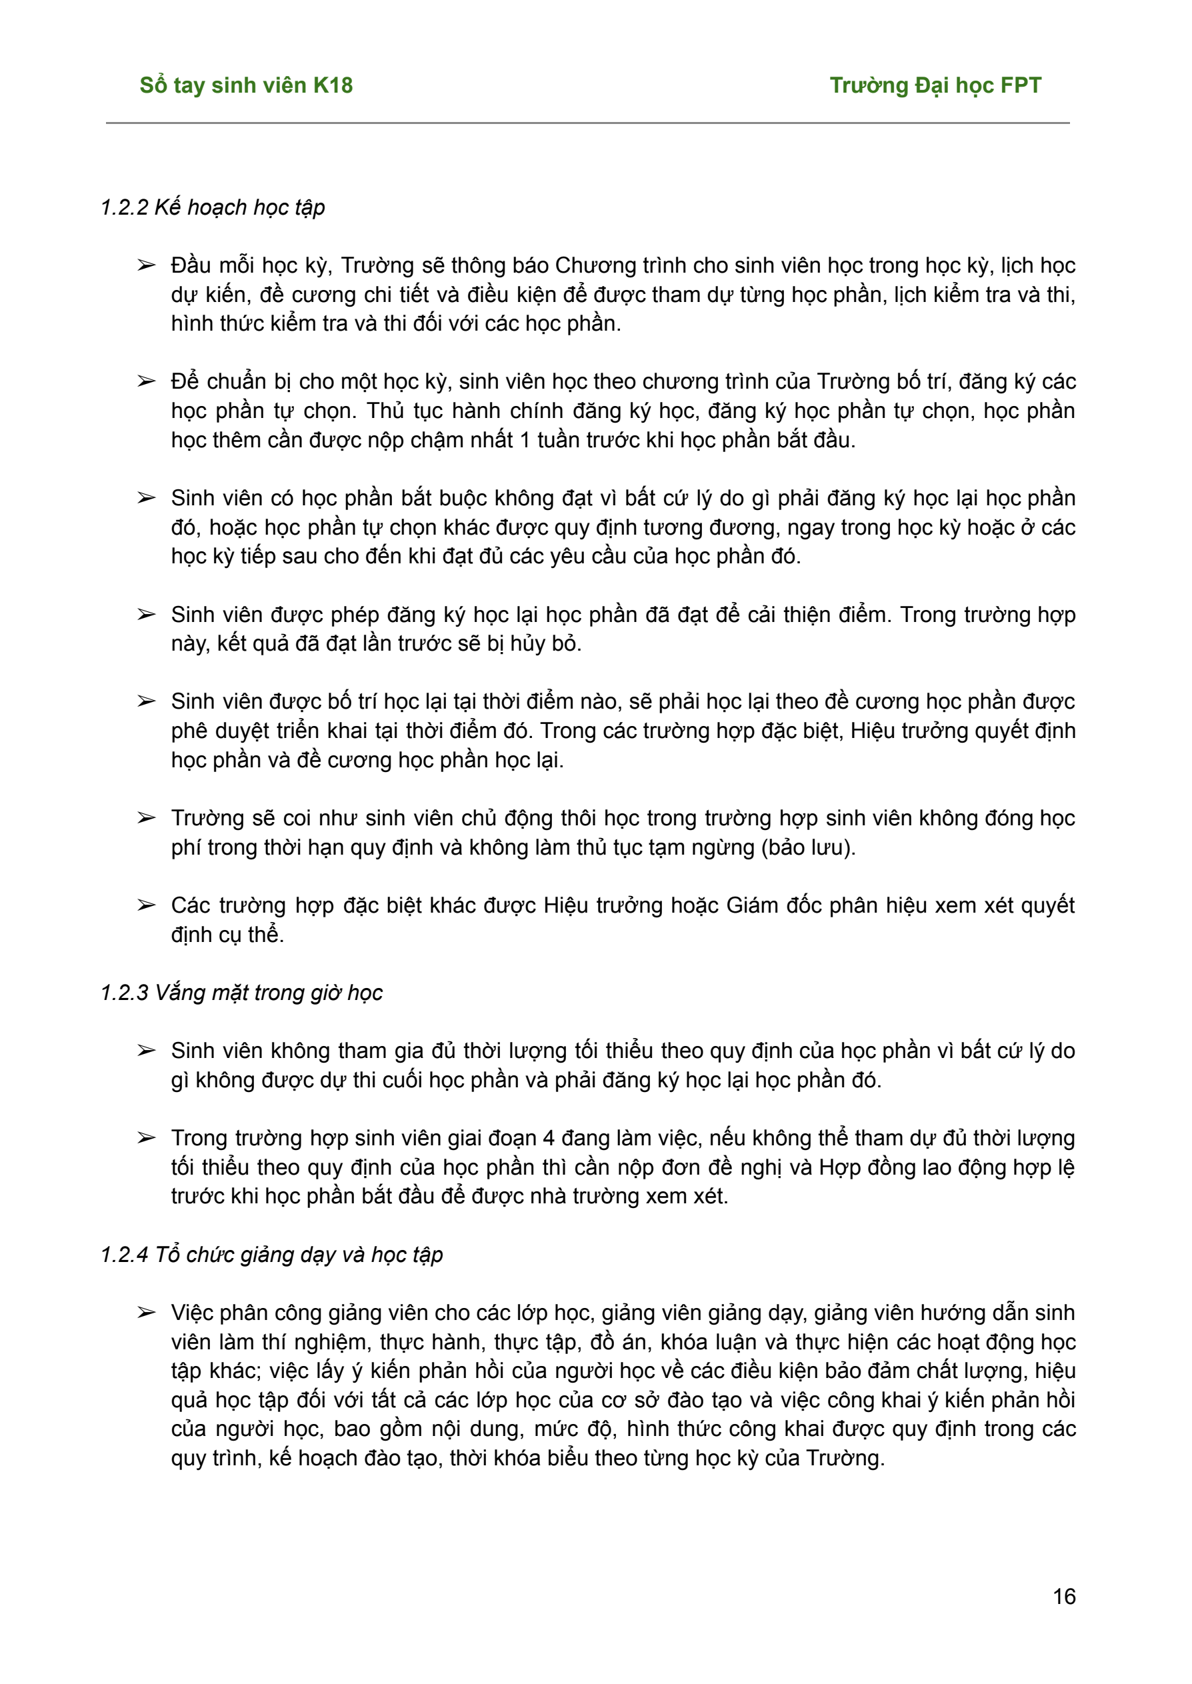 Sổ tay sinh viên K18 Trường Đại học FPT
1.2.2 Kế hoạch học tập
➢ Đầu mỗi học kỳ, Trường sẽ thông báo Chương trình cho sinh viên học trong học kỳ, lịch học
dự kiến, đề cương chi tiết và điều kiện để được tham dự từng học phần, lịch kiểm tra và thi,
hình thức kiểm tra và thi đối với các học phần.
➢ Để chuẩn bị cho một học kỳ, sinh viên học theo chương trình của Trường bố trí, đăng ký các
học phần tự chọn. Thủ tục hành chính đăng ký học, đăng ký học phần tự chọn, học phần
học thêm cần được nộp chậm nhất 1 tuần trước khi học phần bắt đầu.
➢ Sinh viên có học phần bắt buộc không đạt vì bất cứ lý do gì phải đăng ký học lại học phần
đó, hoặc học phần tự chọn khác được quy định tương đương, ngay trong học kỳ hoặc ở các
học kỳ tiếp sau cho đến khi đạt đủ các yêu cầu của học phần đó.
➢ Sinh viên được phép đăng ký học lại học phần đã đạt để cải thiện điểm. Trong trường hợp
này, kết quả đã đạt lần trước sẽ bị hủy bỏ.
➢ Sinh viên được bố trí học lại tại thời điểm nào, sẽ phải học lại theo đề cương học phần được
phê duyệt triển khai tại thời điểm đó. Trong các trường hợp đặc biệt, Hiệu trưởng quyết định
học phần và đề cương học phần học lại.
➢ Trường sẽ coi như sinh viên chủ động thôi học trong trường hợp sinh viên không đóng học
phí trong thời hạn quy định và không làm thủ tục tạm ngừng (bảo lưu).
➢ Các trường hợp đặc biệt khác được Hiệu trưởng hoặc Giám đốc phân hiệu xem xét quyết
định cụ thể.
1.2.3 Vắng mặt trong giờ học
➢ Sinh viên không tham gia đủ thời lượng tối thiểu theo quy định của học phần vì bất cứ lý do
gì không được dự thi cuối học phần và phải đăng ký học lại học phần đó.
➢ Trong trường hợp sinh viên giai đoạn 4 đang làm việc, nếu không thể tham dự đủ thời lượng
tối thiểu theo quy định của học phần thì cần nộp đơn đề nghị và Hợp đồng lao động hợp lệ
trước khi học phần bắt đầu để được nhà trường xem xét.
1.2.4 Tổ chức giảng dạy và học tập
➢ Việc phân công giảng viên cho các lớp học, giảng viên giảng dạy, giảng viên hướng dẫn sinh
viên làm thí nghiệm, thực hành, thực tập, đồ án, khóa luận và thực hiện các hoạt động học
tập khác; việc lấy ý kiến phản hồi của người học về các điều kiện bảo đảm chất lượng, hiệu
quả học tập đối với tất cả các lớp học của cơ sở đào tạo và việc công khai ý kiến phản hồi
của người học, bao gồm nội dung, mức độ, hình thức công khai được quy định trong các
quy trình, kế hoạch đào tạo, thời khóa biểu theo từng học kỳ của Trường.
16